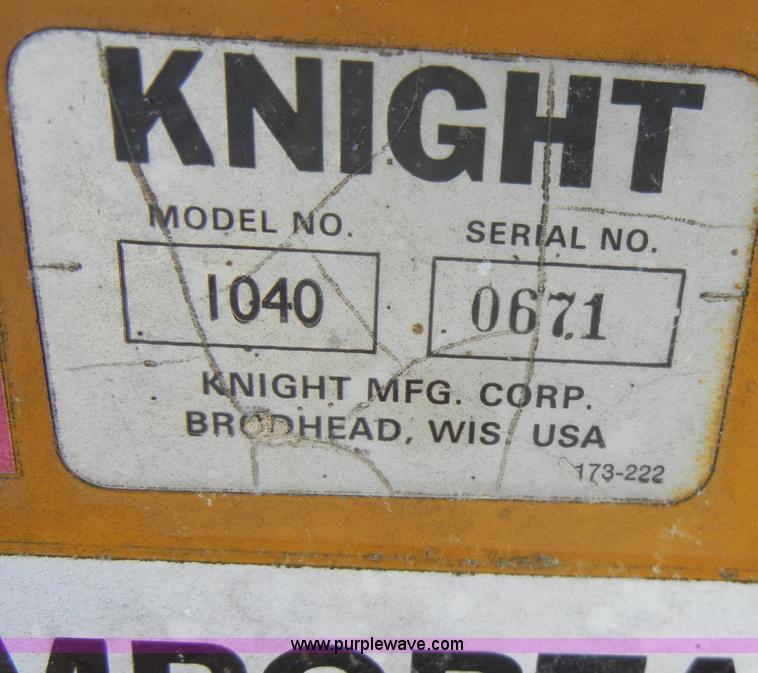 KNIGHT
MODEL NO. SERIAL NO.
1040 0671
KNIGHT MFG. CORP.
BRODHEAD, WIS. USA
173-222
www.purplewave.com